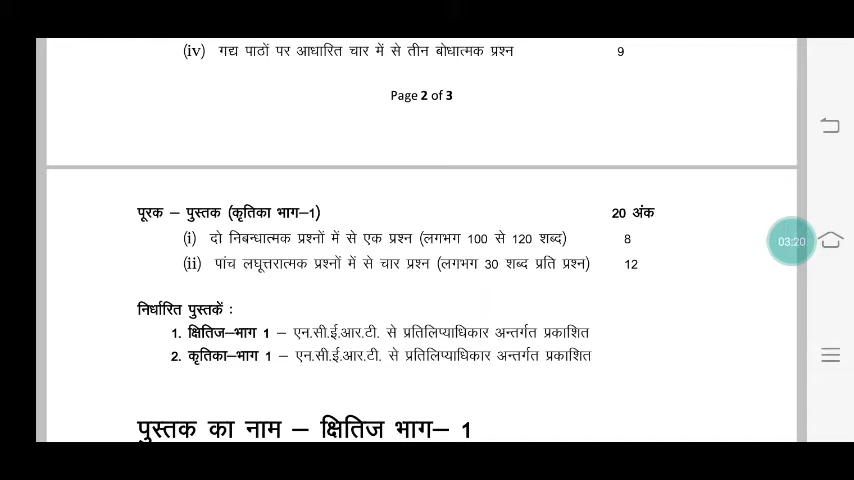 (iv) गद्य पाठों पर आधारित चार में से तीन बोधात्मक प्रश्न 9
Page 2 of 3
पूरक – पुस्तक (कृतिका भाग–1) 20 अंक
(i) दो निबन्धात्मक प्रश्नों में से एक प्रश्न (लगभग 100 से 120 शब्द) 8
(ii) पांच लघूत्तरात्मक प्रश्नों में से चार प्रश्न (लगभग 30 शब्द प्रति प्रश्न) 12
03:20
निर्धारित पुस्तकें :
1. क्षितिज–भाग 1 – एन.सी.ई.आर.टी. से प्रतिलिप्याधिकार अन्तर्गत प्रकाशित
2. कृतिका–भाग 1 – एन.सी.ई.आर.टी. से प्रतिलिप्याधिकार अन्तर्गत प्रकाशित
पुस्तक का नाम – क्षितिज भाग– 1